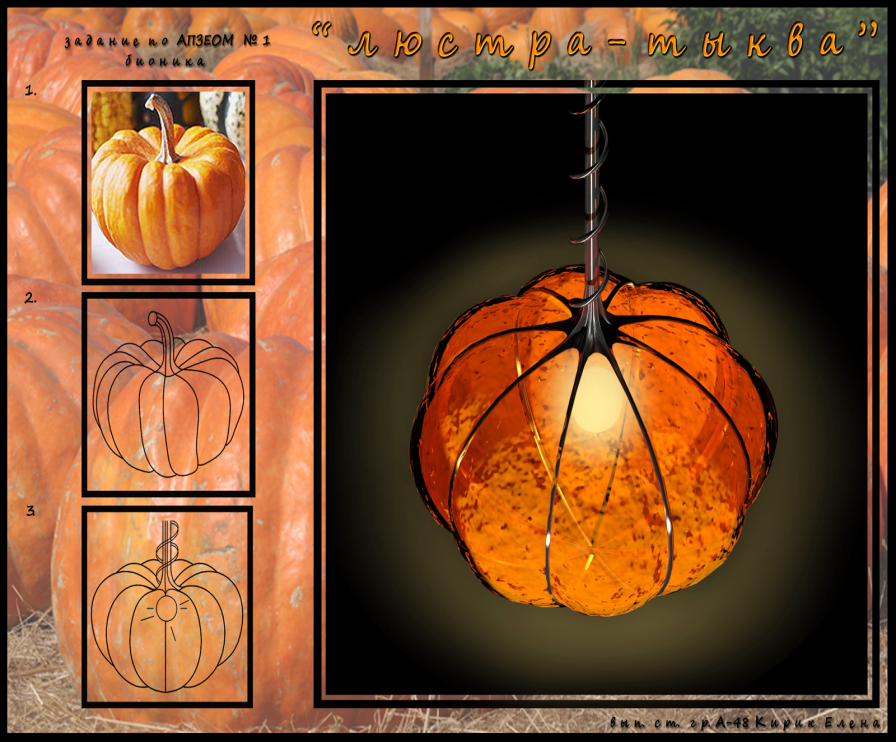 задание по АПЗЕОМ № 1
бионика
“люстра-тыква”
1.
2.
3.
вып. ст. гр.А-48 Кирик Елена